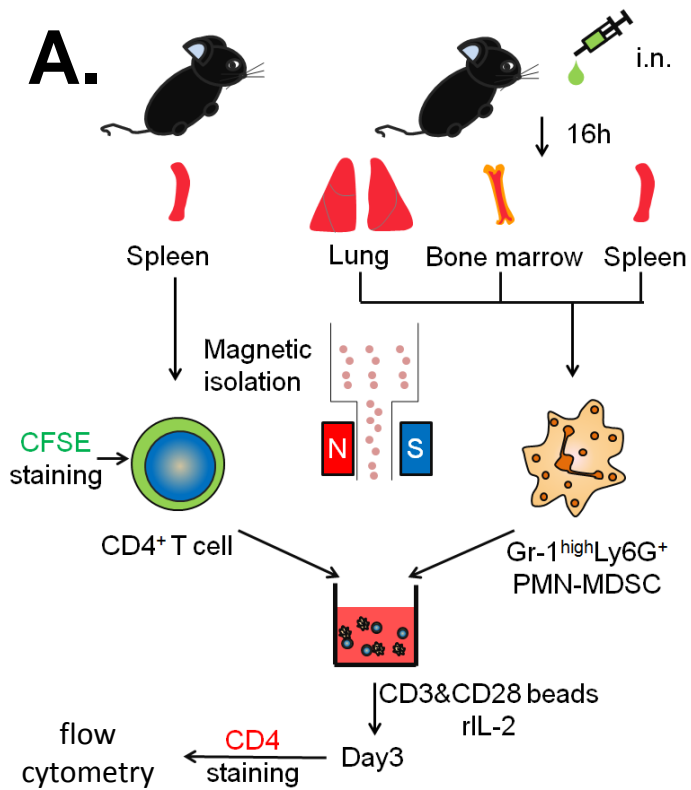 A.
i.n.
16h
Spleen
Lung
Bone marrow
Spleen
Magnetic
isolation
N
S
CFSE
staining
CD4⁺ T cell
Gr-1ʰⁱᵍʰLy6G⁺
PMN-MDSC
CD3&CD28 beads
rIL-2
Day3
CD4
staining
flow
cytometry